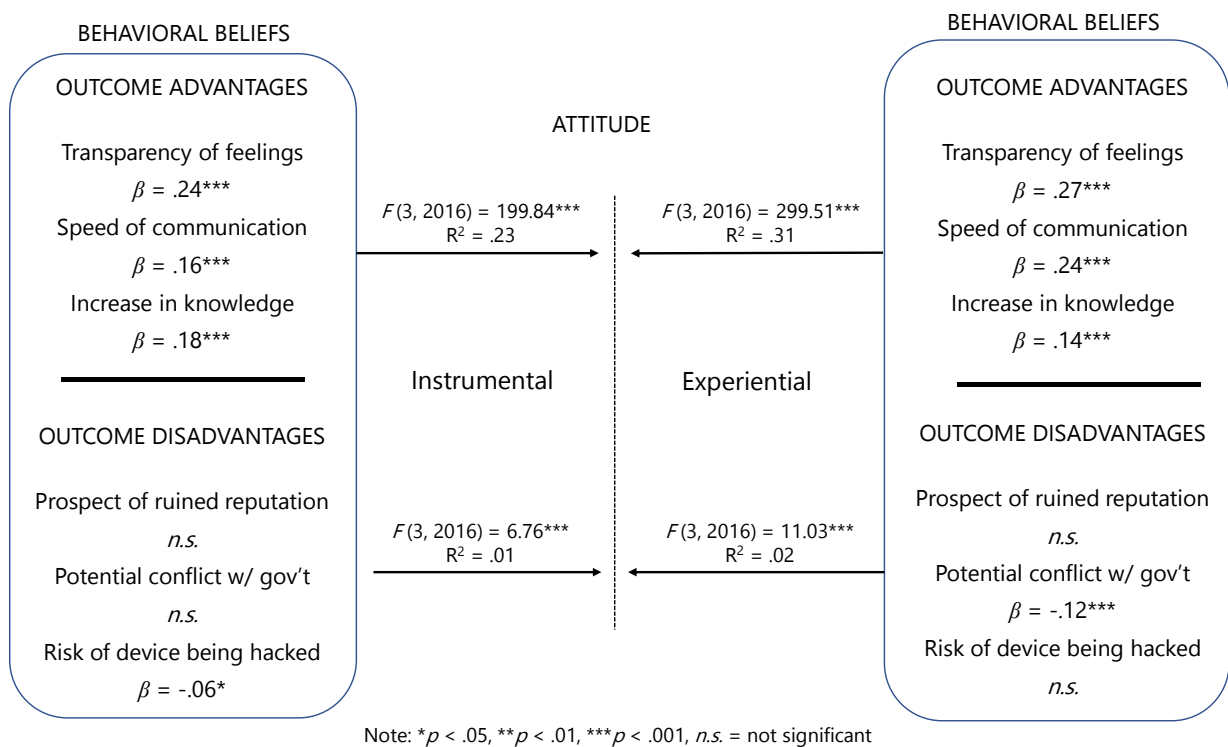 BEHAVIORAL BELIEFS
OUTCOME ADVANTAGES
Transparency of feelings
β = .24***
Speed of communication
β = .16***
Increase in knowledge
β = .18***
OUTCOME DISADVANTAGES
Prospect of ruined reputation
n.s.
Potential conflict w/ gov’t
n.s.
Risk of device being hacked
β = -.06*
ATTITUDE
F (3, 2016) = 199.84***
R² = .23
F (3, 2016) = 299.51***
R² = .31
Instrumental
Experiential
F (3, 2016) = 6.76***
R² = .01
F (3, 2016) = 11.03***
R² = .02
BEHAVIORAL BELIEFS
OUTCOME ADVANTAGES
Transparency of feelings
β = .27***
Speed of communication
β = .24***
Increase in knowledge
β = .14***
OUTCOME DISADVANTAGES
Prospect of ruined reputation
n.s.
Potential conflict w/ gov’t
β = -.12***
Risk of device being hacked
n.s.
Note: *p < .05, **p < .01, ***p < .001, n.s. = not significant